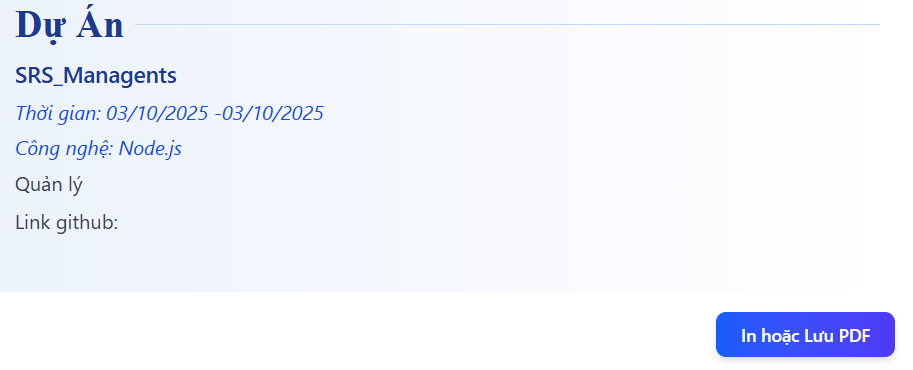 Dự Án
SRS_Managents
Thời gian: 03/10/2025 -03/10/2025
Công nghệ: Node.js
Quản lý
Link github:
In hoặc Lưu PDF